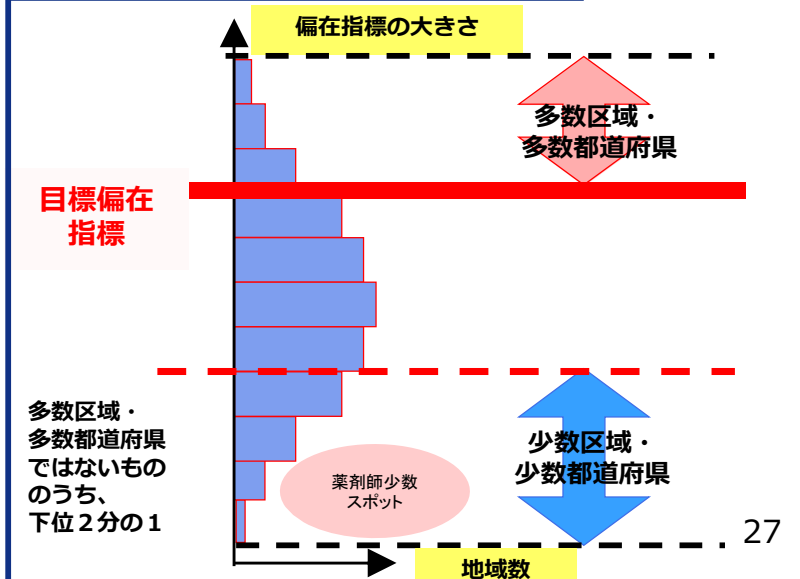 偏在指標の大きさ
多数区域・
多数都道府県
目標偏在
指標
多数区域・
多数都道府県
ではないもの
のうち、
下位２分の１
少数区域・
少数都道府県
薬剤師少数
スポット
27
地域数